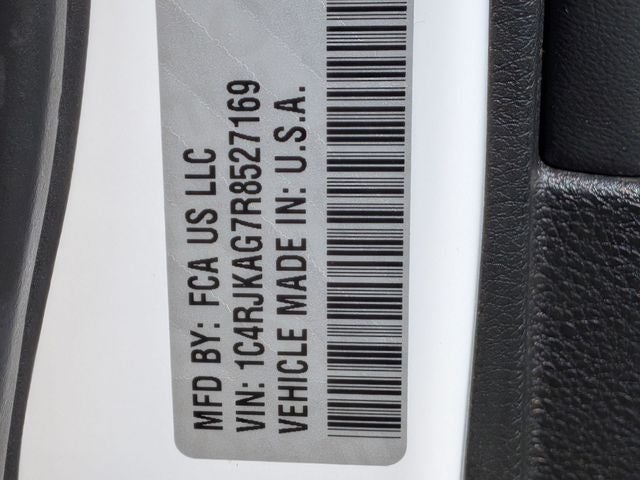 MFD BY: FCA US LLC
VIN: 1C4RJKAG7R8527169
VEHICLE MADE IN: U.S.A.